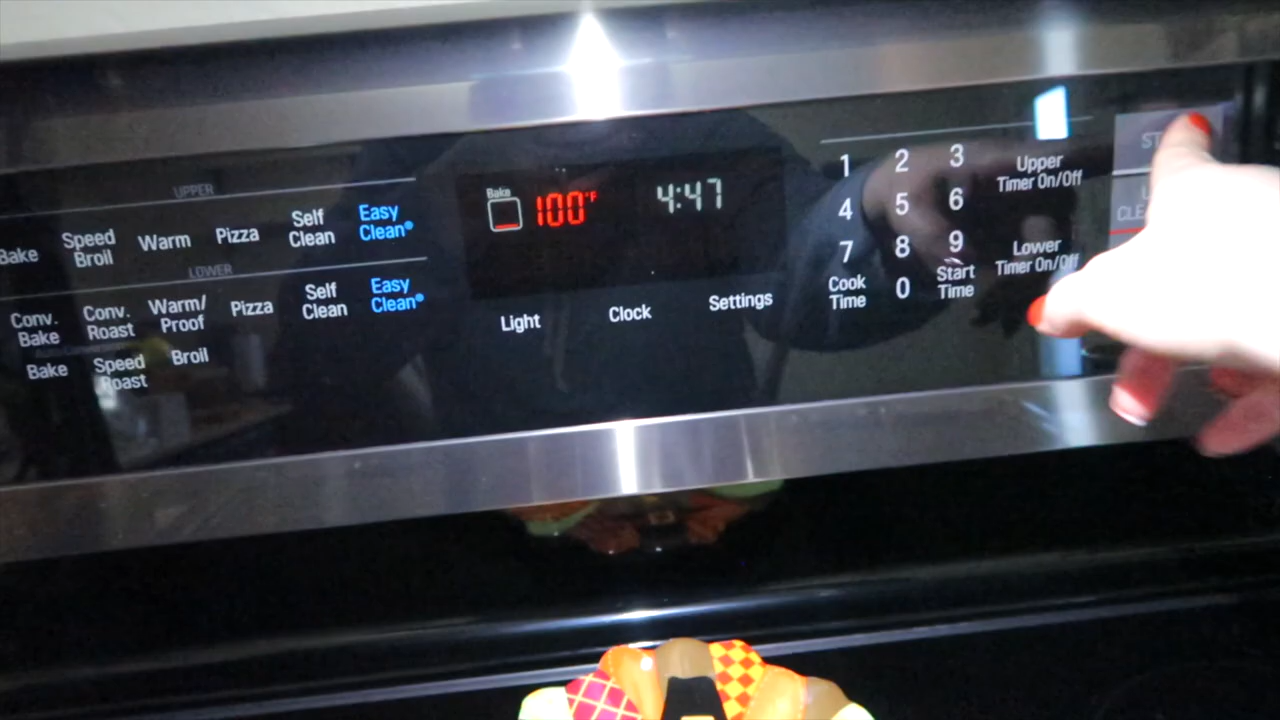 UPPER
Bake
Speed
Broil
Warm
Pizza
Self
Clean
Easy
Clean®
LOWER
Conv.
Bake
Conv.
Roast
Warm/
Proof
Pizza
Self
Clean
Easy
Clean®
Bake
Speed
Roast
Broil
Bake
100°F
4:47
Light
Clock
Settings
1 2 3
4 5 6
7 8 9
Cook
Time
0
Start
Time
Upper
Timer On/Off
Lower
Timer On/Off